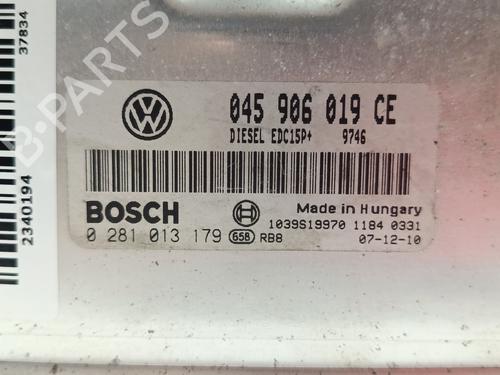 37834
2340194
B-PARTS
045 906 019 CE
DIESEL EDC15P+ 9746
BOSCH
Made in Hungary
1039S19970 1184 0331
0 281 013 179 G58 RB8 07-12-10